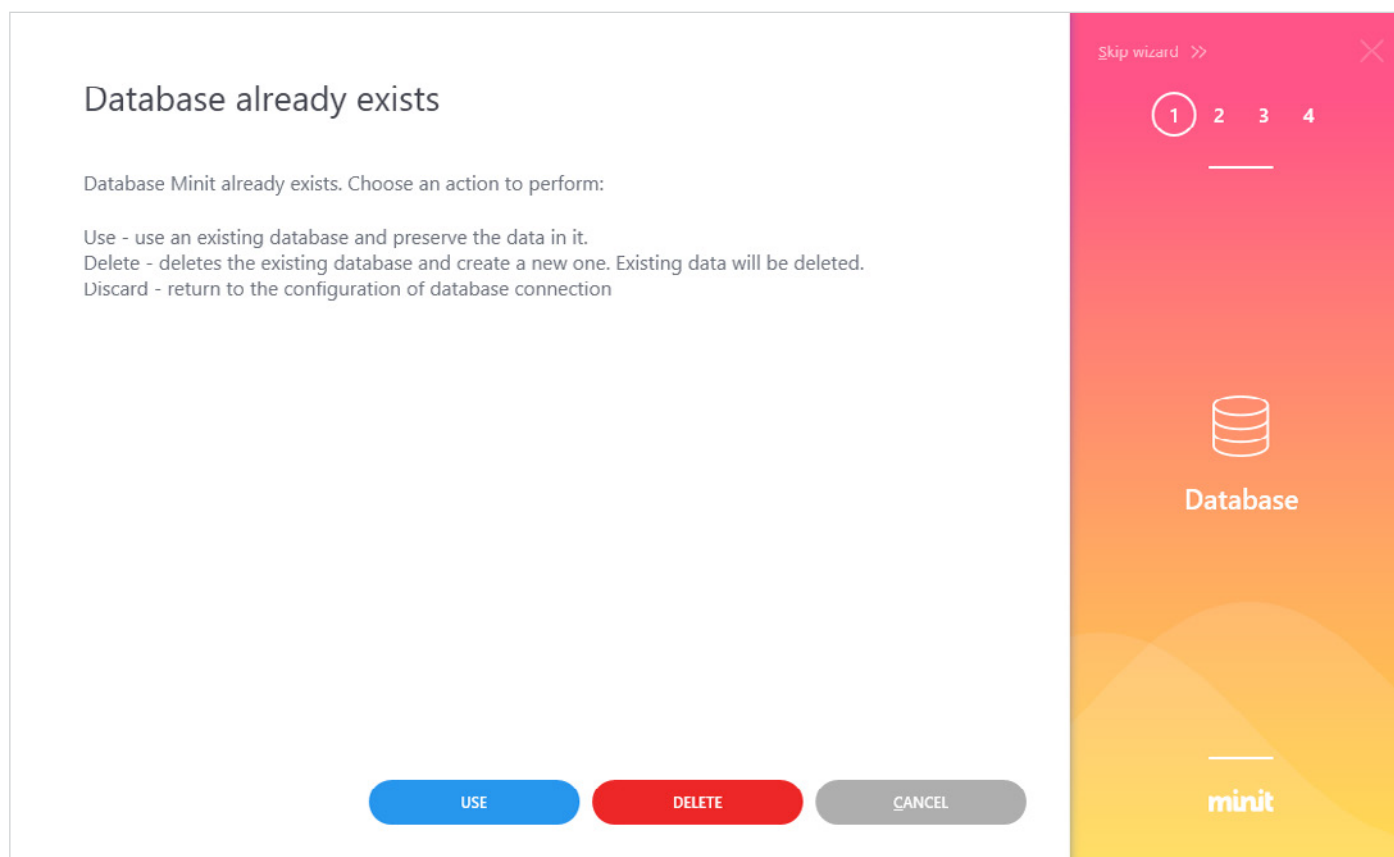 Database already exists
Database Minit already exists. Choose an action to perform:
Use - use an existing database and preserve the data in it.
Delete - deletes the existing database and create a new one. Existing data will be deleted.
Discard - return to the configuration of database connection
USE
DELETE
CANCEL
Skip wizard
1 2 3 4
Database
minit